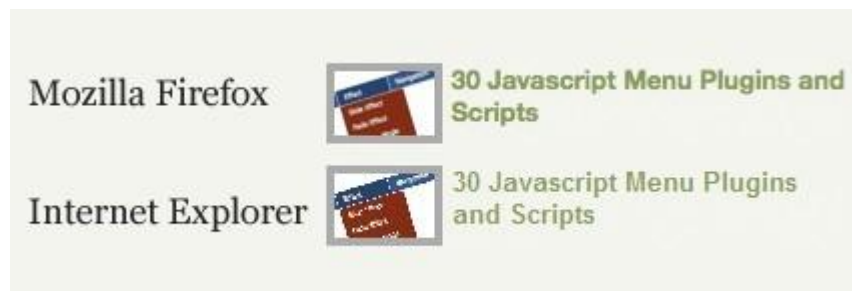 Mozilla Firefox
30 Javascript Menu Plugins and
Scripts
Internet Explorer
30 Javascript Menu Plugins
and Scripts